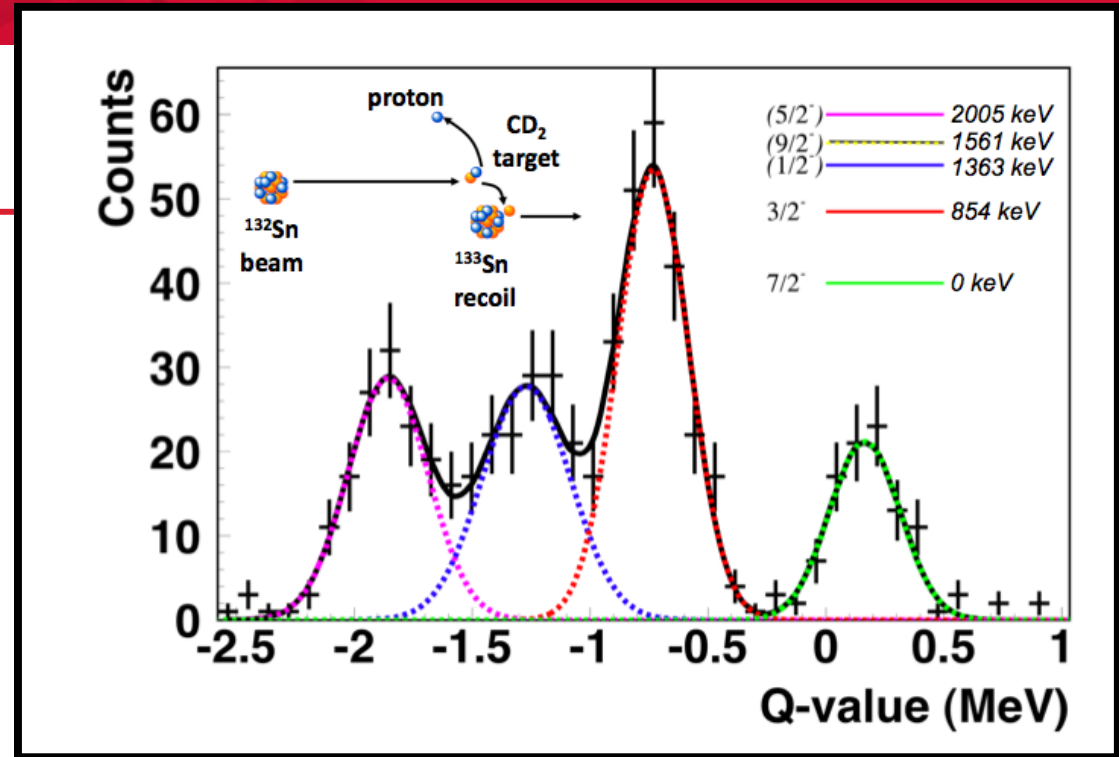 Counts
60
50
40
30
20
10
0
proton
CD₂
target
¹³²Sn
beam
¹³³Sn
recoil
(5/2⁻) 2005 keV
(9/2⁻) 1561 keV
(1/2⁻) 1363 keV
3/2⁻ 854 keV
7/2⁻ 0 keV
-2.5 -2 -1.5 -1 -0.5 0 0.5 1
Q-value (MeV)